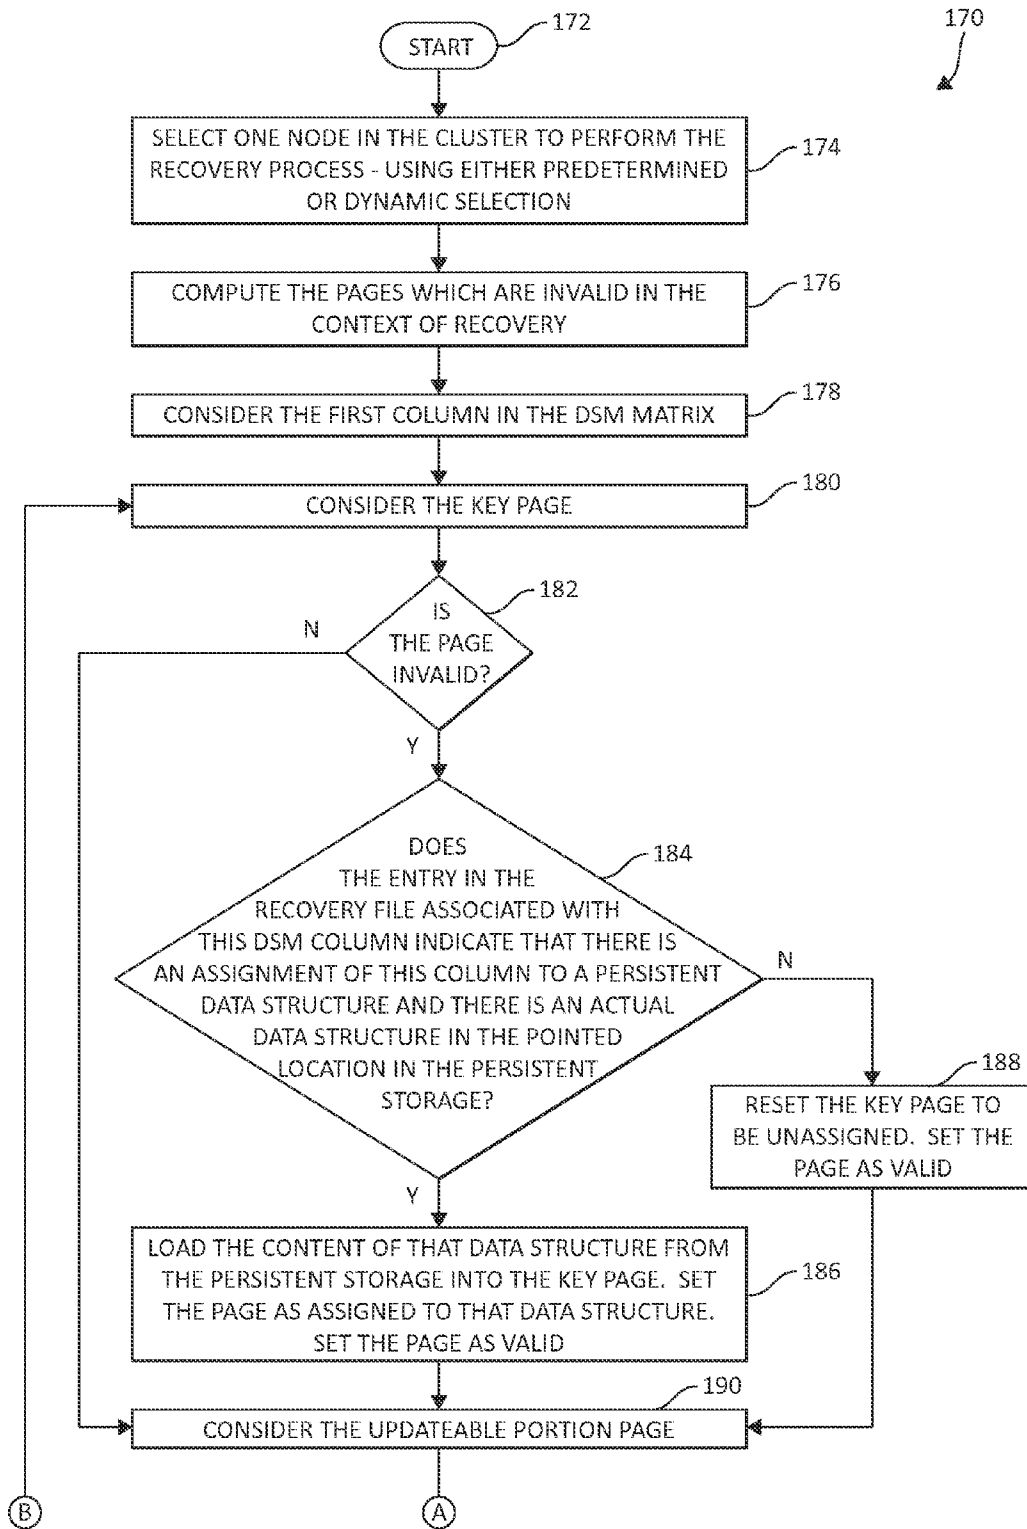 170
172
START
174
SELECT ONE NODE IN THE CLUSTER TO PERFORM THE
RECOVERY PROCESS - USING EITHER PREDETERMINED
OR DYNAMIC SELECTION
176
COMPUTE THE PAGES WHICH ARE INVALID IN THE
CONTEXT OF RECOVERY
178
CONSIDER THE FIRST COLUMN IN THE DSM MATRIX
180
CONSIDER THE KEY PAGE
182
IS
THE PAGE
INVALID?
N
Y
184
DOES
THE ENTRY IN THE
RECOVERY FILE ASSOCIATED WITH
THIS DSM COLUMN INDICATE THAT THERE IS
AN ASSIGNMENT OF THIS COLUMN TO A PERSISTENT
DATA STRUCTURE AND THERE IS AN ACTUAL
DATA STRUCTURE IN THE POINTED
LOCATION IN THE PERSISTENT
STORAGE?
N
Y
188
RESET THE KEY PAGE TO
BE UNASSIGNED. SET THE
PAGE AS VALID
LOAD THE CONTENT OF THAT DATA STRUCTURE FROM
THE PERSISTENT STORAGE INTO THE KEY PAGE. SET
THE PAGE AS ASSIGNED TO THAT DATA STRUCTURE.
SET THE PAGE AS VALID
186
190
CONSIDER THE UPDATEABLE PORTION PAGE
B
A